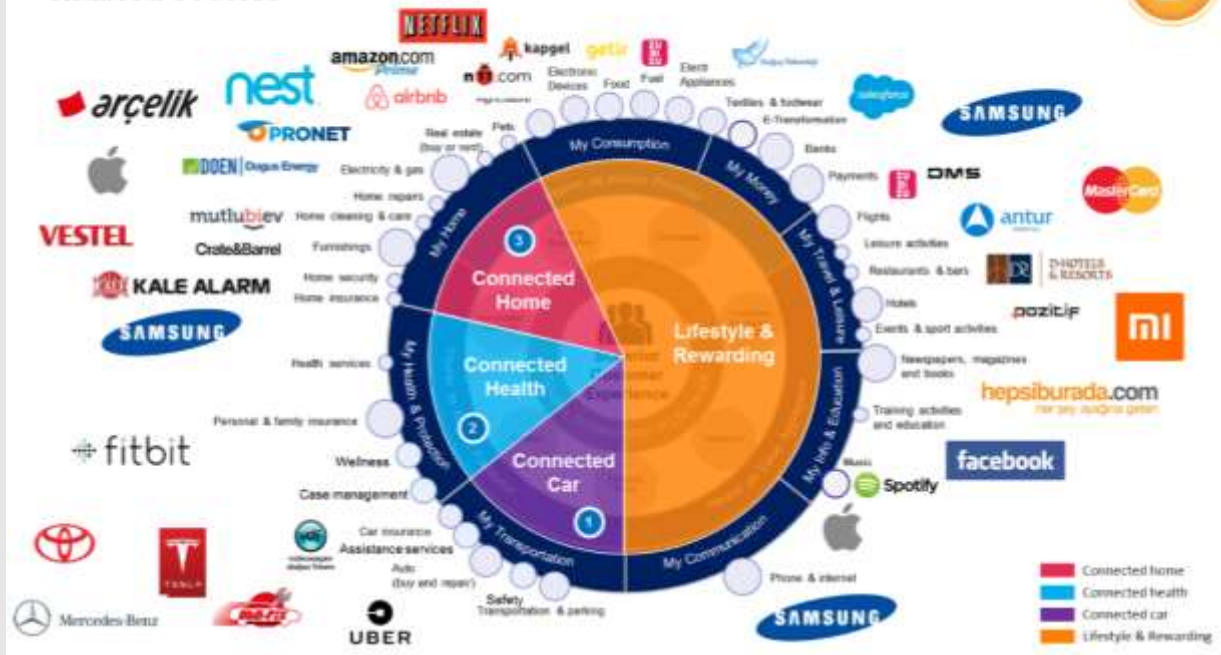 NETFLIX
amazon.com
Prime
kapgel
getir
n11.com
airbnb
nest
arçelik
PRONET
DOEN | Dogus Energy
mutlubiev
Crate&Barrel
VESTEL
KALE ALARM
SAMSUNG
Electronic
Devices
Food
Fuel
Electr
Appliances
Textiles & footwear
E-Transformation
Banks
Payments
Flights
Leisure activities
Restaurants & bars
Hotels
Events & sport activities
Newspapers, magazines
and books
Training activities
and education
Music
Phone & internet
Pets
Real estate
(buy or rent)
Electricity & gas
Home repairs
Home cleaning & care
Furnishings
Home security
Home insurance
Health services
Personal & family insurance
Wellness
Case management
Car insurance
Assistance services
Auto
(buy and repair)
Safety
Transportation & parking
My Consumption
My Money
My Travel & Leisure
My Info & Education
My Communication
My Transportation
My Health & Protection
My Home
3
Connected
Home
Connected
Health
2
Connected
Car
1
Lifestyle &
Rewarding
Customer
Experience
salesforce
SAMSUNG
DMS
MasterCard
antur
D-HOTELS
& RESORTS
pozitif
mi
hepsiburada.com
her şey ayağına gelsin
facebook
Spotify
SAMSUNG
fitbit
TESLA
Mercedes-Benz
UBER
Connected home
Connected health
Connected car
Lifestyle & Rewarding